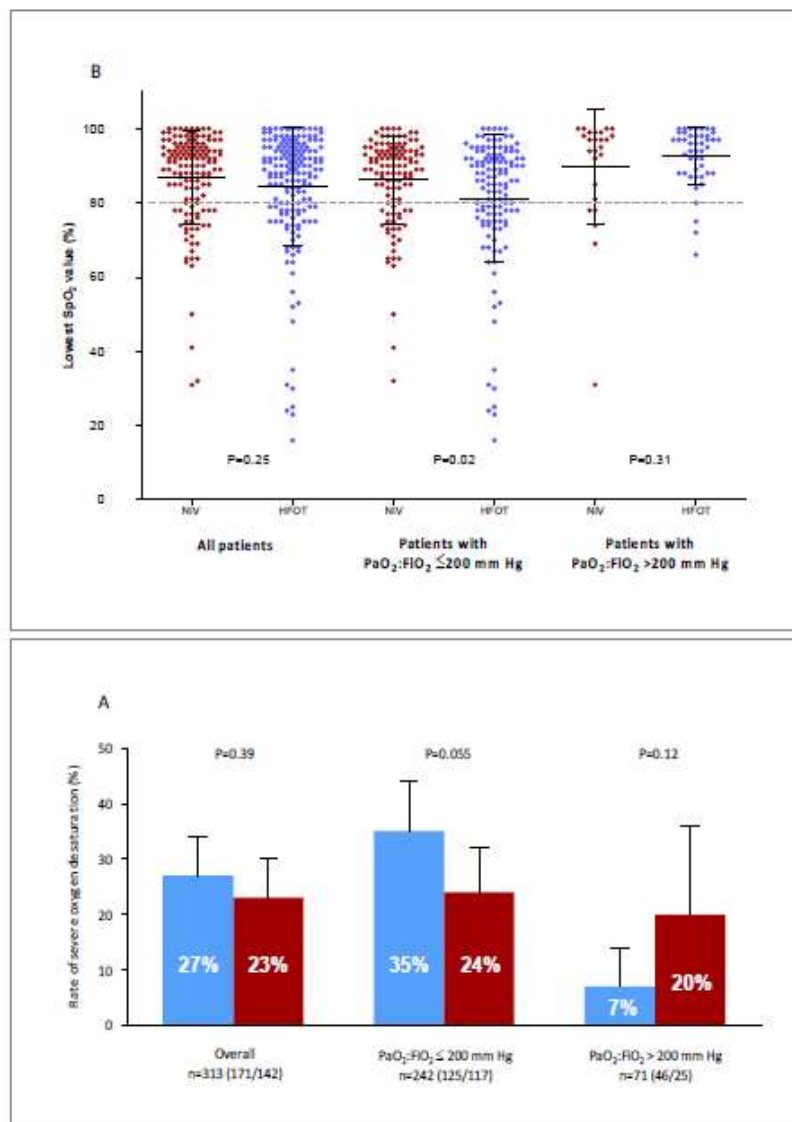 B
Lowest SpO₂ value (%)
100
80
60
40
20
0
P=0.25
P=0.02
P=0.31
NIV
HFOT
NIV
HFOT
NIV
HFOT
All patients
Patients with
PaO₂:FiO₂ ≤200 mm Hg
Patients with
PaO₂:FiO₂ >200 mm Hg
A
Rate of severe oxygen desaturation (%)
50
40
30
20
10
0
P=0.39
P=0.055
P=0.12
27%
23%
35%
24%
7%
20%
Overall
n=313 (171/142)
PaO₂:FiO₂ ≤ 200 mm Hg
n=242 (125/117)
PaO₂:FiO₂ > 200 mm Hg
n=71 (46/25)